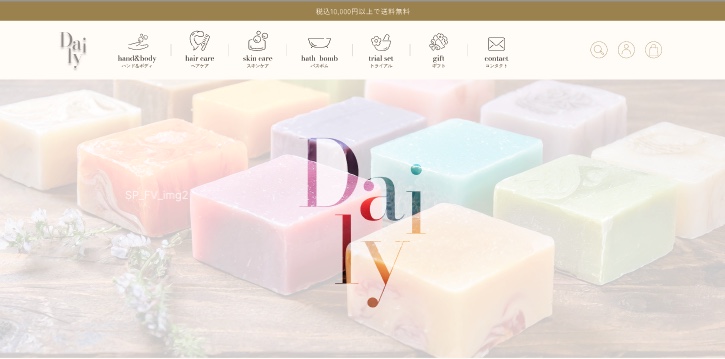 税込10,000円以上で送料無料
Dai
ly
hand&body
hair care
skin care
bath bomb
trial set
gift
contact
ハンド&ボディ
ヘアケア
スキンケア
バスボム
トライアル
ギフト
コンタクト
SP_FV_img2
Dai
ly